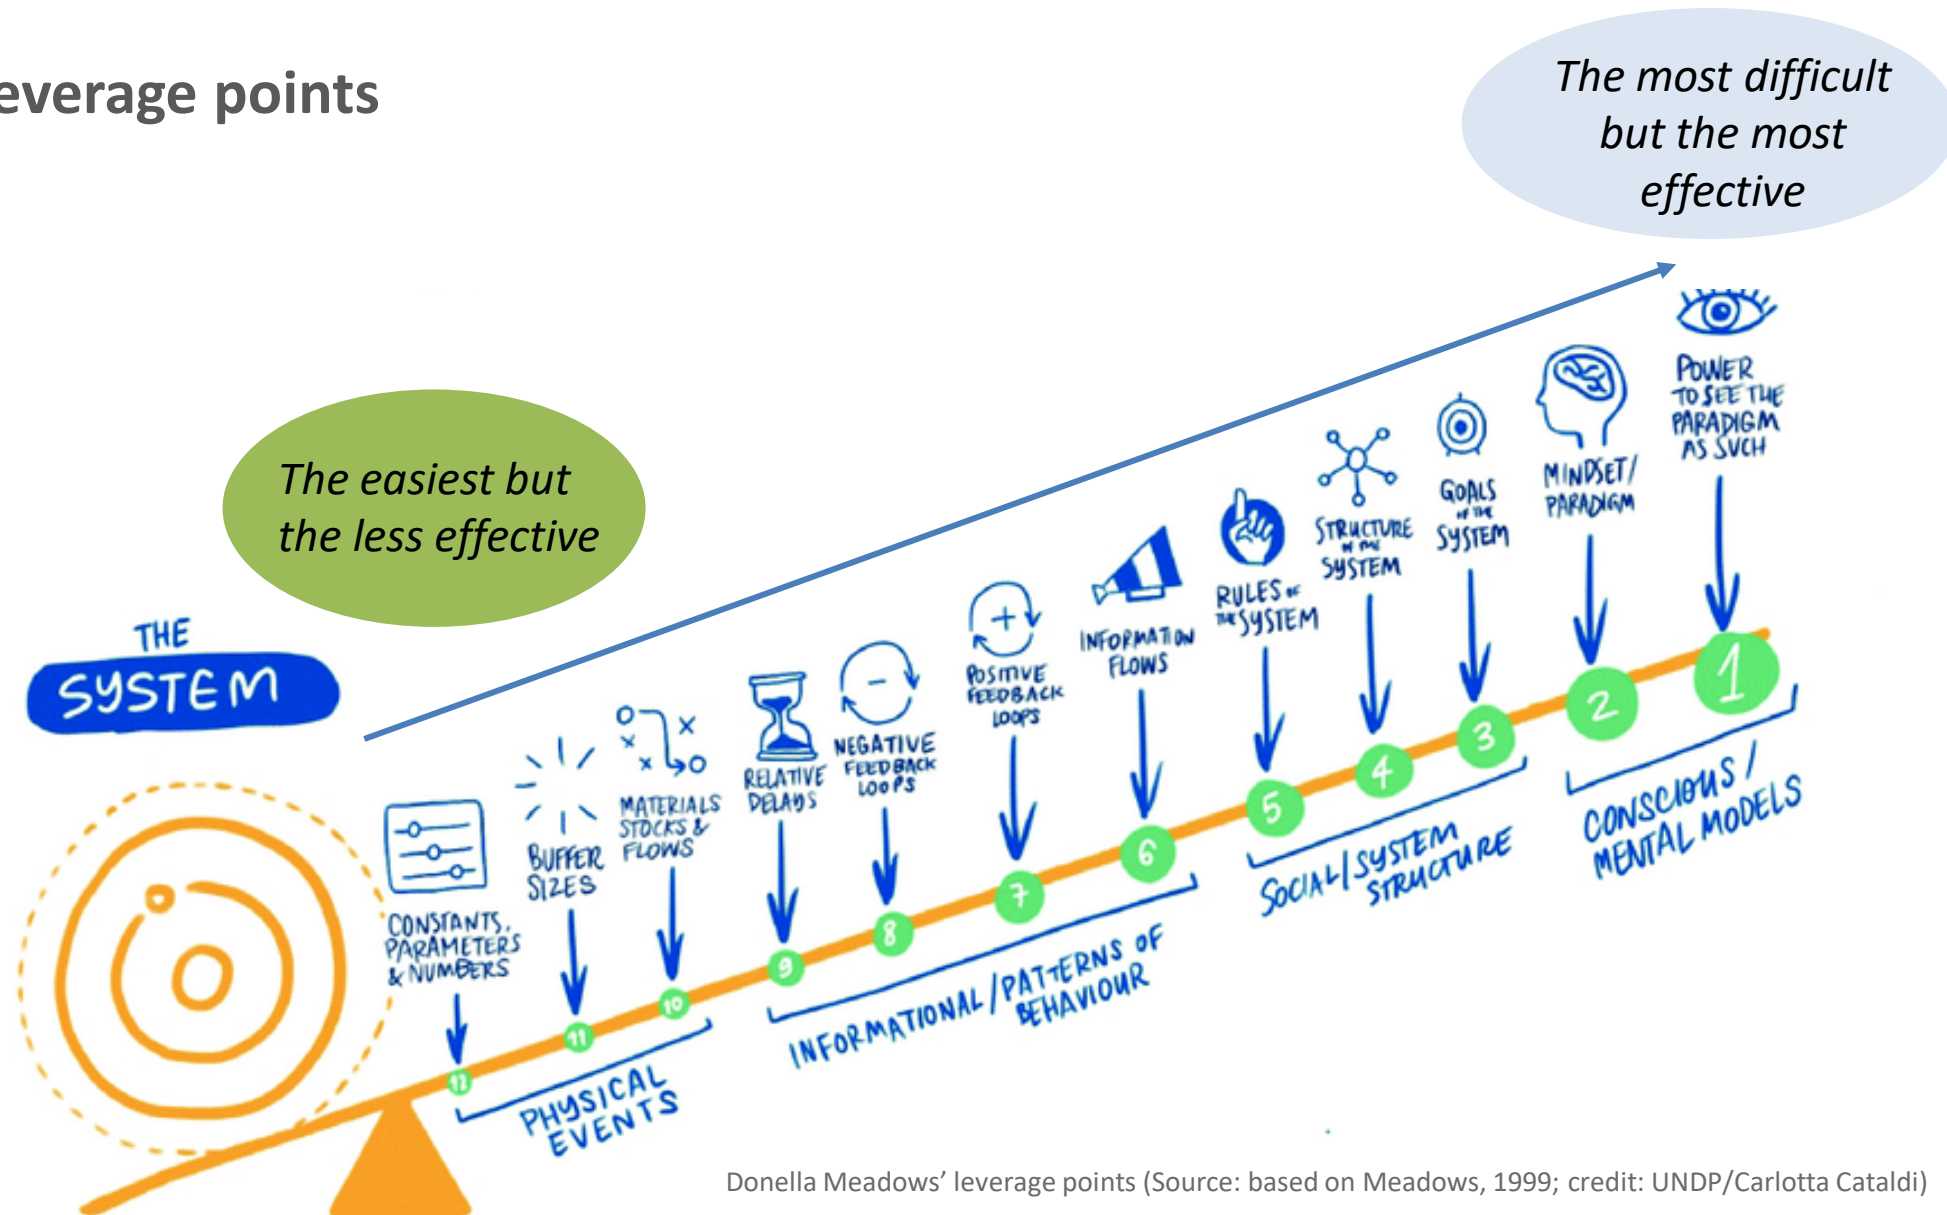 everage points
The most difficult
but the most
effective
The easiest but
the less effective
THE
SYSTEM
CONSTANTS,
PARAMETERS
& NUMBERS
BUFFER
SIZES
MATERIALS
STOCKS &
FLOWS
RELATIVE
DELAYS
NEGATIVE
FEEDBACK
LOOPS
POSITIVE
FEEDBACK
LOOPS
INFORMATION
FLOWS
RULES OF
THE SYSTEM
STRUCTURE
OF THE
SYSTEM
GOALS
OF THE
SYSTEM
MINDSET/
PARADIGM
POWER
TO SEE THE
PARADIGM
AS SUCH
12
11
10
9
8
7
6
5
4
3
2
1
PHYSICAL
EVENTS
INFORMATIONAL/PATTERNS OF
BEHAVIOUR
SOCIAL/SYSTEM
STRUCTURE
CONSCIOUS/
MENTAL MODELS
Donella Meadows’ leverage points (Source: based on Meadows, 1999; credit: UNDP/Carlotta Cataldi)